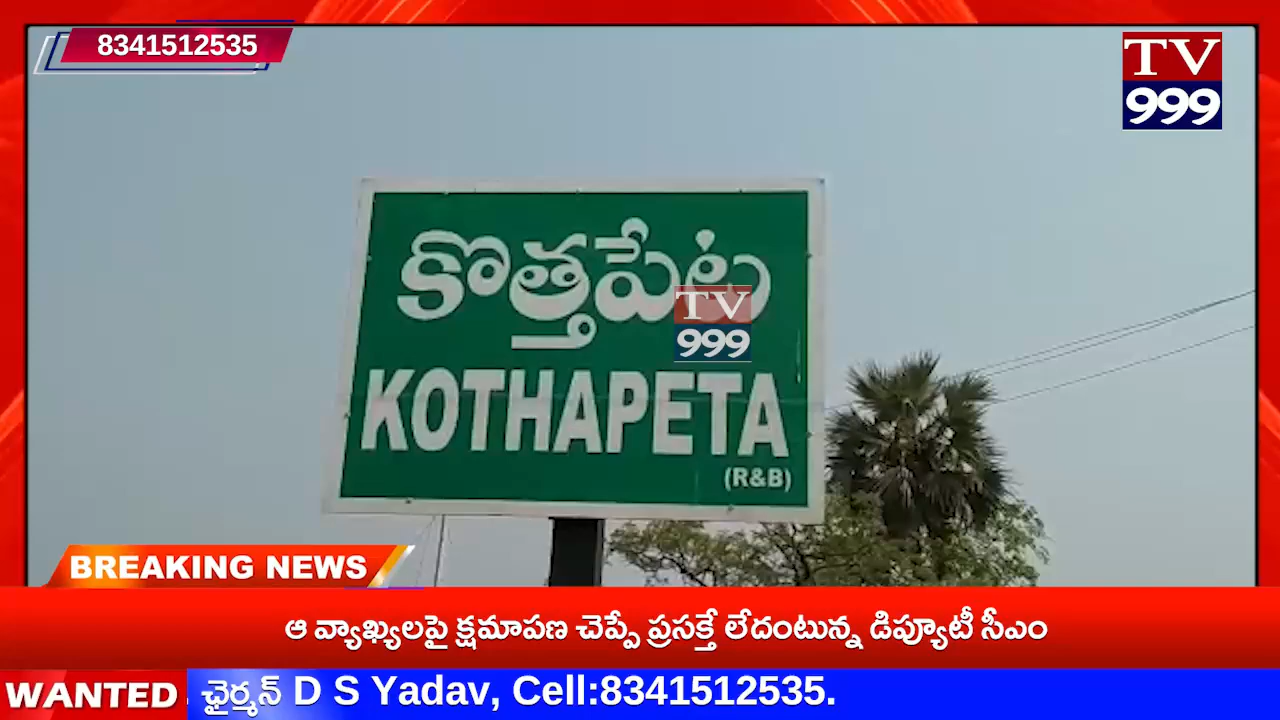 8341512535
TV
999
కొత్తపేట
TV
999
KOTHAPETA
(R&B)
BREAKING NEWS
ఆ వ్యాఖ్యలపై క్షమాపణ చెప్పే ప్రసక్తే లేదంటున్న డిప్యూటీ సీఎం
WANTED . ఛైర్మన్ D S Yadav, Cell:8341512535.